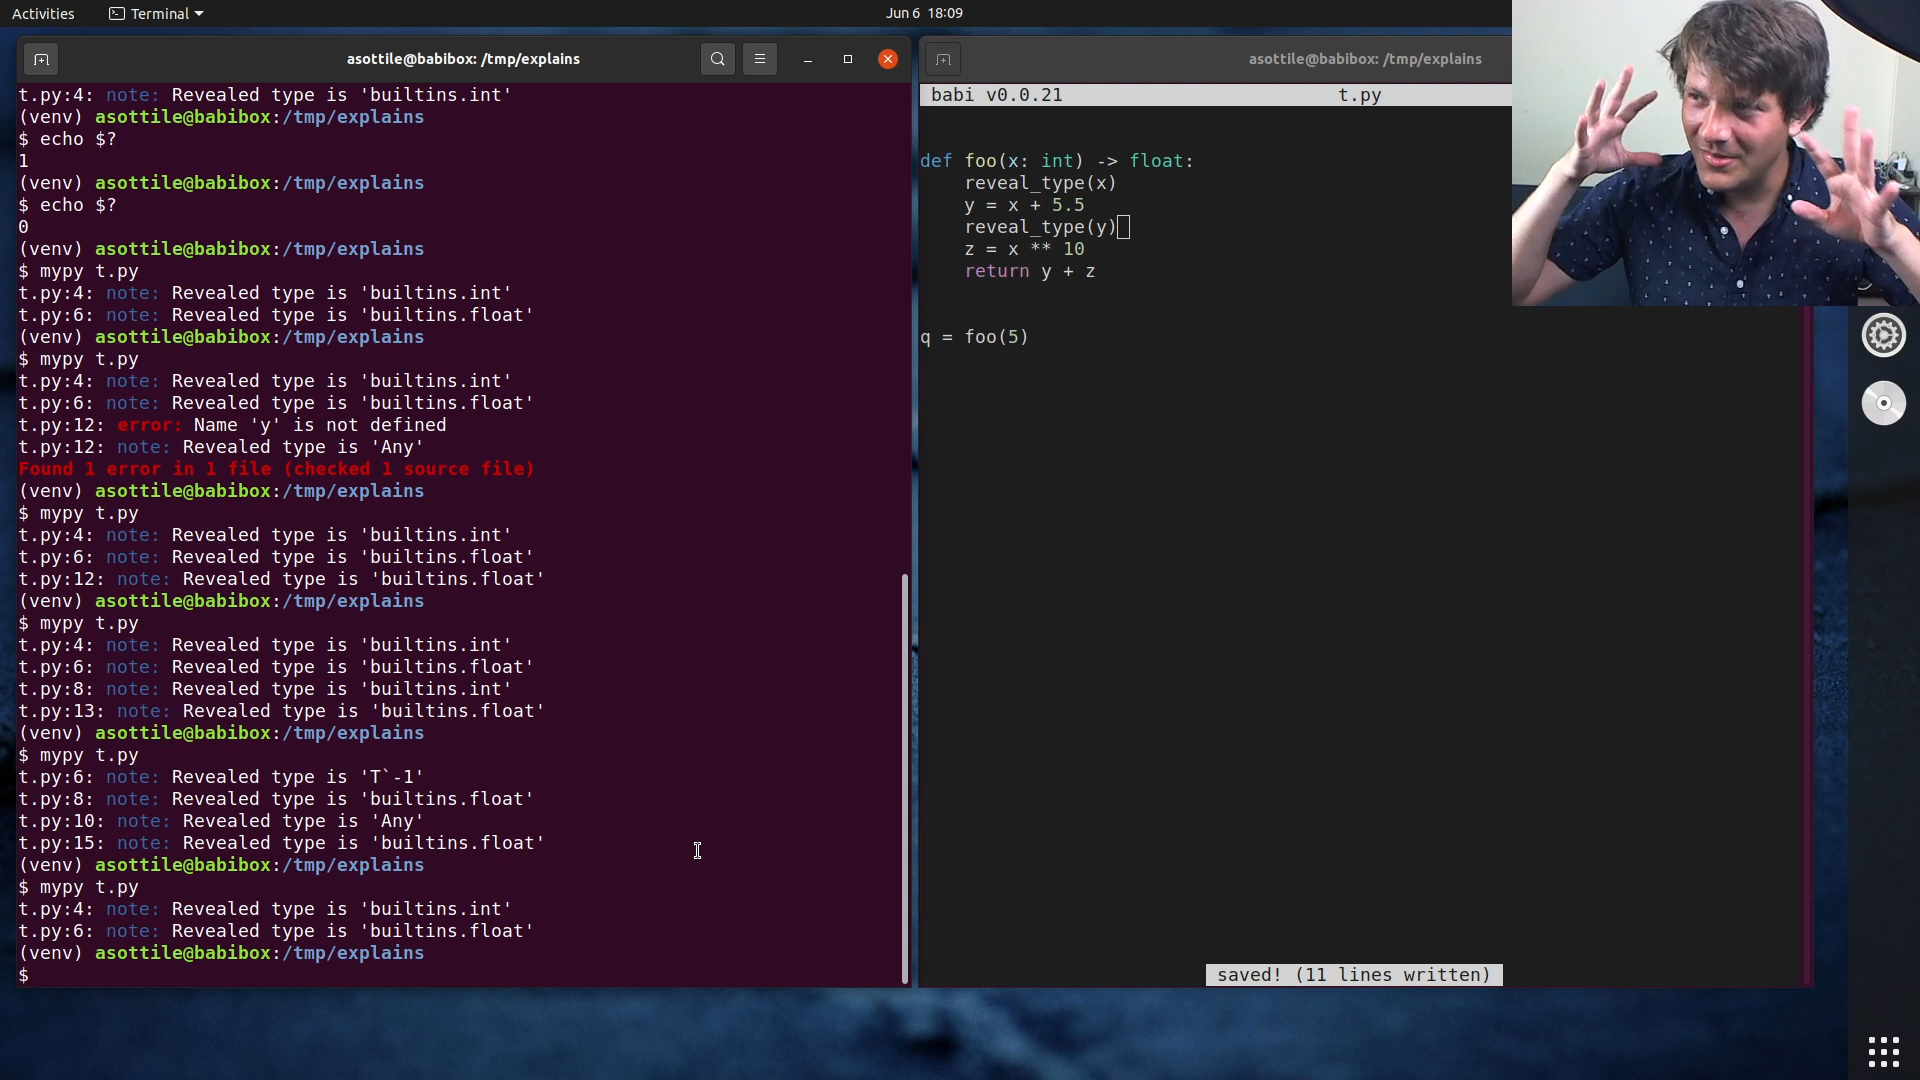 Activities
Terminal
Jun 6 18:09
asottile@babibox: /tmp/explains
t.py:4: note: Revealed type is 'builtins.int'
(venv) asottile@babibox:/tmp/explains
$ echo $?
1
(venv) asottile@babibox:/tmp/explains
$ echo $?
0
(venv) asottile@babibox:/tmp/explains
$ mypy t.py
t.py:4: note: Revealed type is 'builtins.int'
t.py:6: note: Revealed type is 'builtins.float'
(venv) asottile@babibox:/tmp/explains
$ mypy t.py
t.py:4: note: Revealed type is 'builtins.int'
t.py:6: note: Revealed type is 'builtins.float'
t.py:12: error: Name 'y' is not defined
t.py:12: note: Revealed type is 'Any'
Found 1 error in 1 file (checked 1 source file)
(venv) asottile@babibox:/tmp/explains
$ mypy t.py
t.py:4: note: Revealed type is 'builtins.int'
t.py:6: note: Revealed type is 'builtins.float'
t.py:12: note: Revealed type is 'builtins.float'
(venv) asottile@babibox:/tmp/explains
$ mypy t.py
t.py:4: note: Revealed type is 'builtins.int'
t.py:6: note: Revealed type is 'builtins.float'
t.py:8: note: Revealed type is 'builtins.int'
t.py:13: note: Revealed type is 'builtins.float'
(venv) asottile@babibox:/tmp/explains
$ mypy t.py
t.py:6: note: Revealed type is 'T`-1'
t.py:8: note: Revealed type is 'builtins.float'
t.py:10: note: Revealed type is 'Any'
t.py:15: note: Revealed type is 'builtins.float'
(venv) asottile@babibox:/tmp/explains
$ mypy t.py
t.py:4: note: Revealed type is 'builtins.int'
t.py:6: note: Revealed type is 'builtins.float'
(venv) asottile@babibox:/tmp/explains
$
asottile@babibox: /tmp/explains
babi v0.0.21 t.py
def foo(x: int) -> float:
    reveal_type(x)
    y = x + 5.5
    reveal_type(y)
    z = x ** 10
    return y + z
q = foo(5)
saved! (11 lines written)